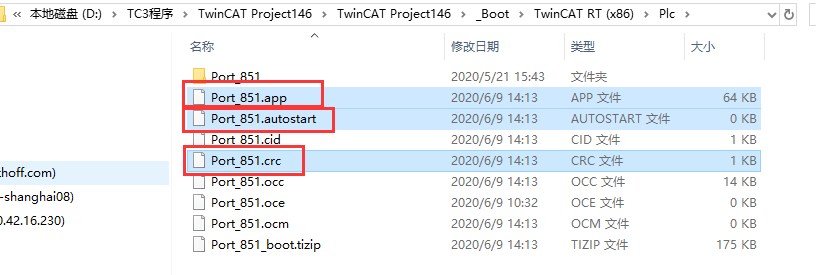 本地磁盘 (D:) › TC3程序 › TwinCAT Project146 › TwinCAT Project146 › _Boot › TwinCAT RT (x86) › Plc ›
名称 修改日期 类型 大小
Port_851 2020/5/21 15:43 文件夹
Port_851.app 2020/6/9 14:13 APP 文件 64 KB
Port_851.autostart 2020/6/9 14:13 AUTOSTART 文件 0 KB
Port_851.cid 2020/6/9 14:13 CID 文件 1 KB
Port_851.crc 2020/6/9 14:13 CRC 文件 1 KB
khoff.com)
-shanghai08)
Port_851.occ 2020/6/9 14:13 OCC 文件 14 KB
0.42.16.230)
Port_851.oce 2020/6/9 10:32 OCE 文件 0 KB
Port_851.ocm 2020/6/9 14:13 OCM 文件 0 KB
Port_851_boot.tizip 2020/6/9 14:13 TIZIP 文件 175 KB